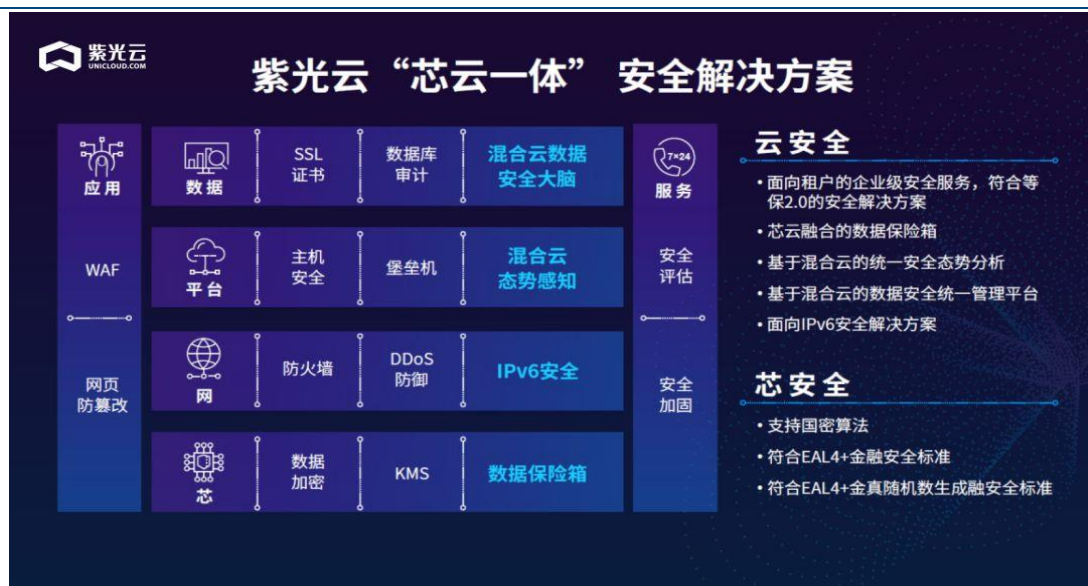 紫光云
UNICLOUD.COM
紫光云“芯云一体”安全解决方案
应用
WAF
网页
防篡改
数据
SSL
证书
数据库
审计
混合云数据
安全大脑
平台
主机
安全
堡垒机
混合云
态势感知
网
防火墙
DDoS
防御
IPv6安全
芯
数据
加密
KMS
数据保险箱
7×24
服务
安全
评估
安全
加固
云安全
•面向租户的企业级安全服务，符合等
保2.0的安全解决方案
•芯云融合的数据保险箱
•基于混合云的统一安全态势分析
•基于混合云的数据安全统一管理平台
•面向IPv6安全解决方案
芯安全
•支持国密算法
•符合EAL4+金融安全标准
•符合EAL4+金真随机数生成融安全标准